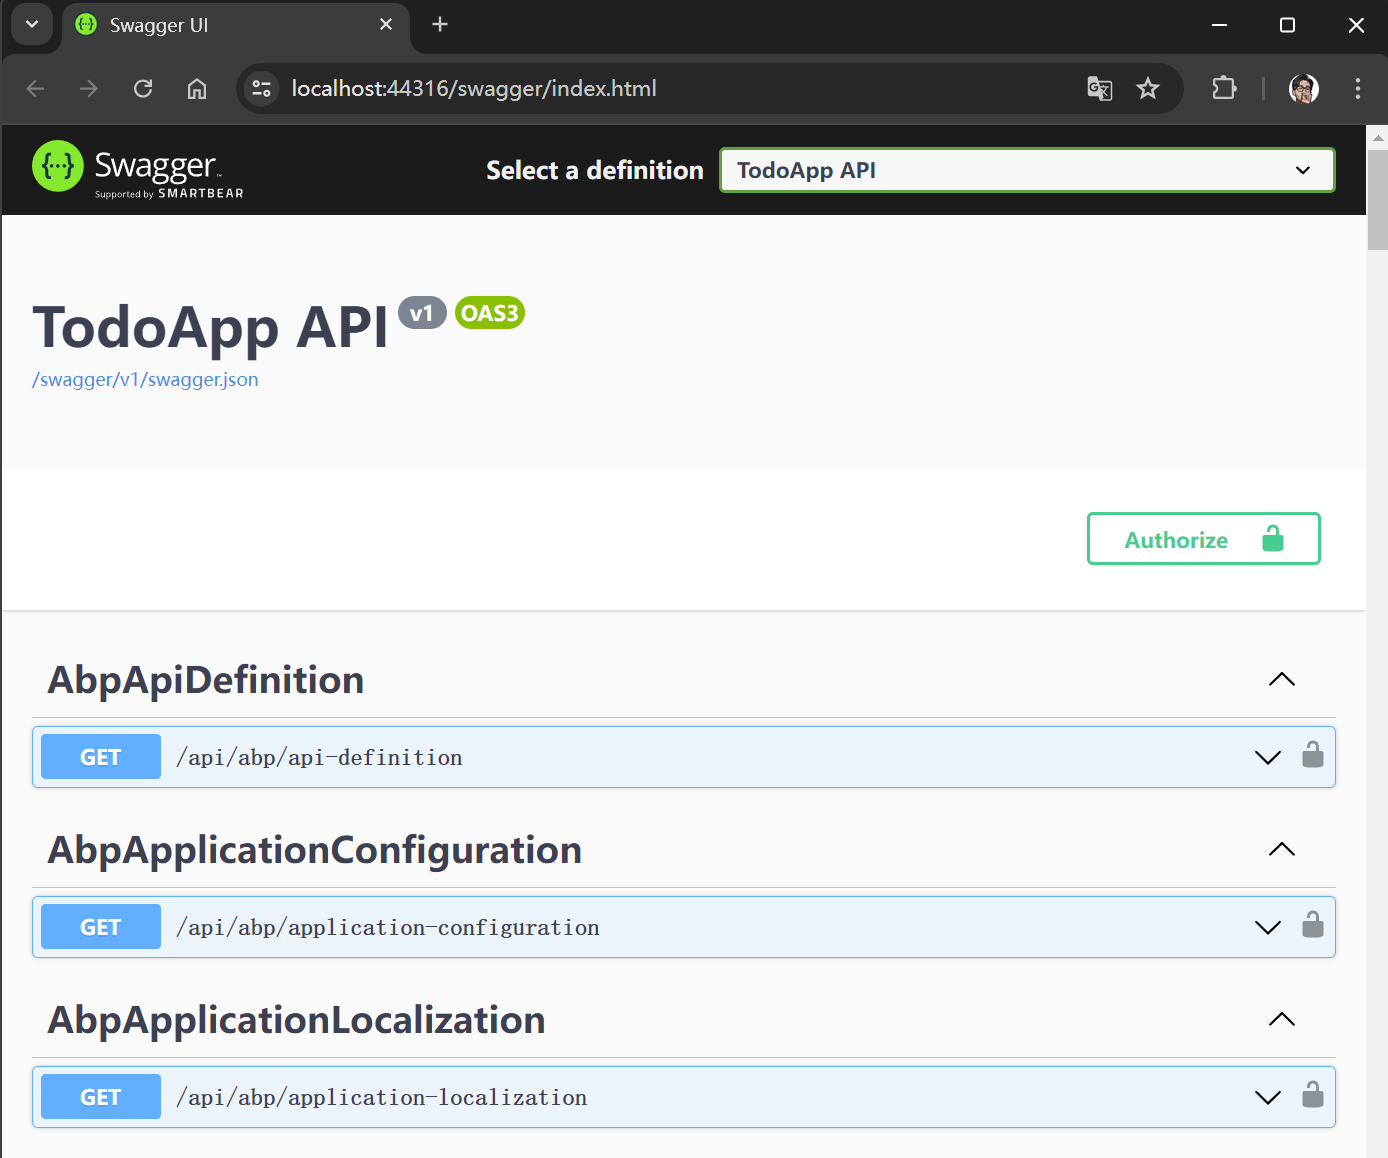 Swagger UI
localhost:44316/swagger/index.html
Swagger™
Supported by SMARTBEAR
Select a definition
TodoApp API
TodoApp API v1 OAS3
/swagger/v1/swagger.json
Authorize
AbpApiDefinition
GET /api/abp/api-definition
AbpApplicationConfiguration
GET /api/abp/application-configuration
AbpApplicationLocalization
GET /api/abp/application-localization